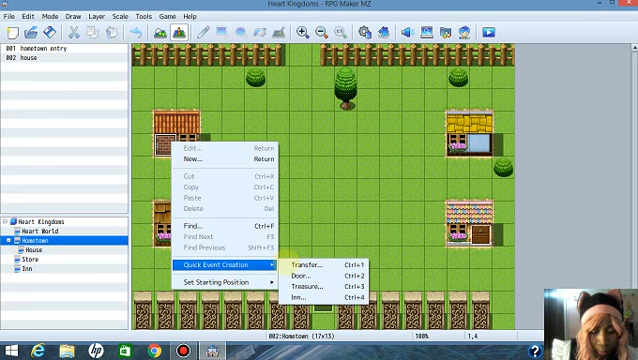 Heart Kingdoms - RPG Maker MZ
File Edit Mode Draw Layer Scale Tools Game Help
001 hometown entry
002 house
Edit... Return
New... Return
Cut Ctrl+X
Copy Ctrl+C
Paste Ctrl+V
Delete Del
Find... Ctrl+F
Find Next F3
Find Previous Shift+F3
Quick Event Creation
Set Starting Position
Transfer... Ctrl+1
Door... Ctrl+2
Treasure... Ctrl+3
Inn... Ctrl+4
Heart Kingdoms
Heart World
Hometown
House
Store
Inn
002:Hometown (17x13) 100% 1,4
hp